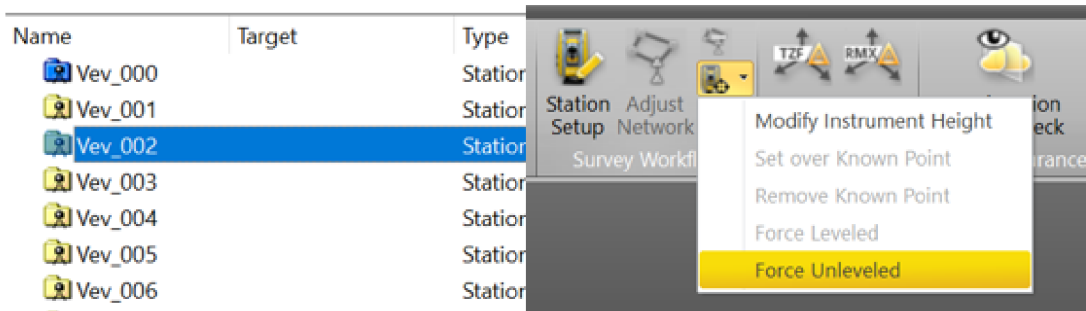 Name Target Type
Vev_000 Station
Vev_001 Station
Vev_002 Station
Vev_003 Station
Vev_004 Station
Vev_005 Station
Vev_006 Station
TZF RMX
Station Adjust
Setup Network
Survey
Modify Instrument Height
Set over Known Point
Remove Known Point
Force Leveled
Force Unleveled